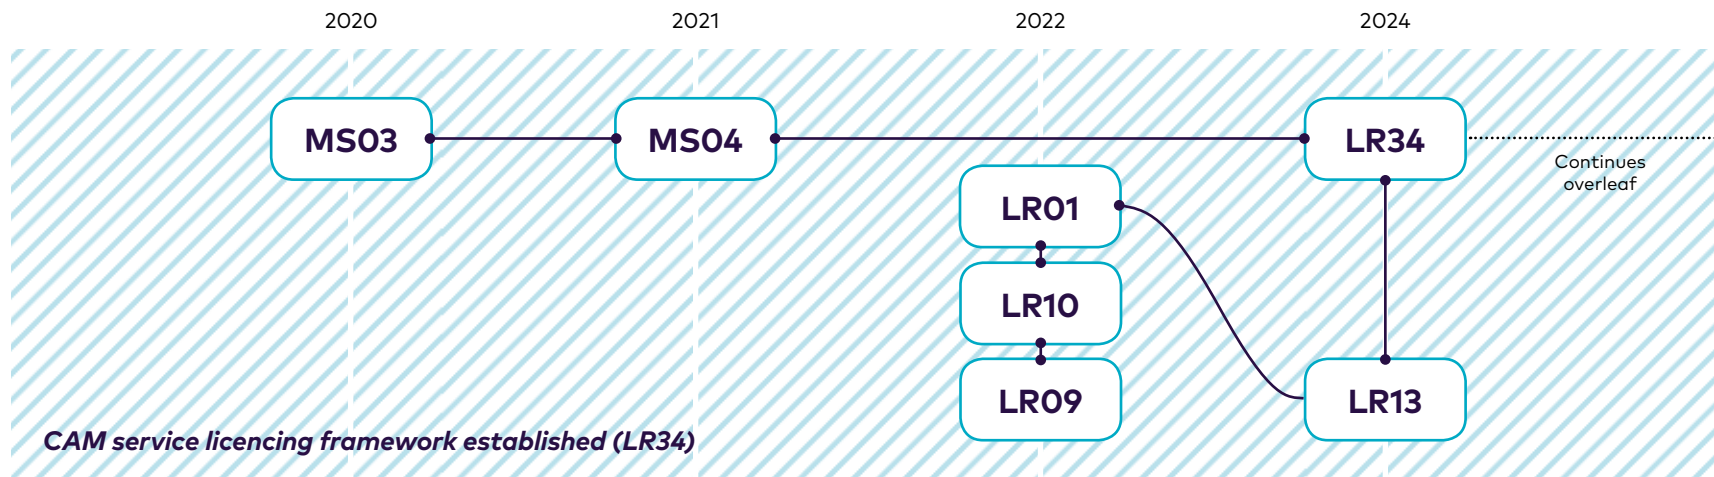 2020
2021
2022
2024
MS03
MS04
LR34
Continues
overleaf
LR01
LR10
LR09
LR13
CAM service licencing framework established (LR34)